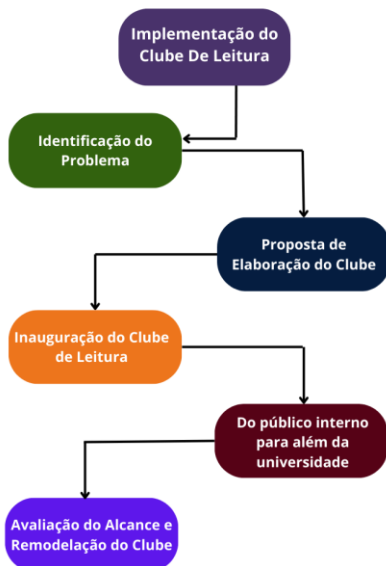 Implementação do
Clube De Leitura
Identificação do
Problema
Proposta de
Elaboração do Clube
Inauguração do Clube
de Leitura
Do público interno
para além da
universidade
Avaliação do Alcance e
Remodelação do Clube